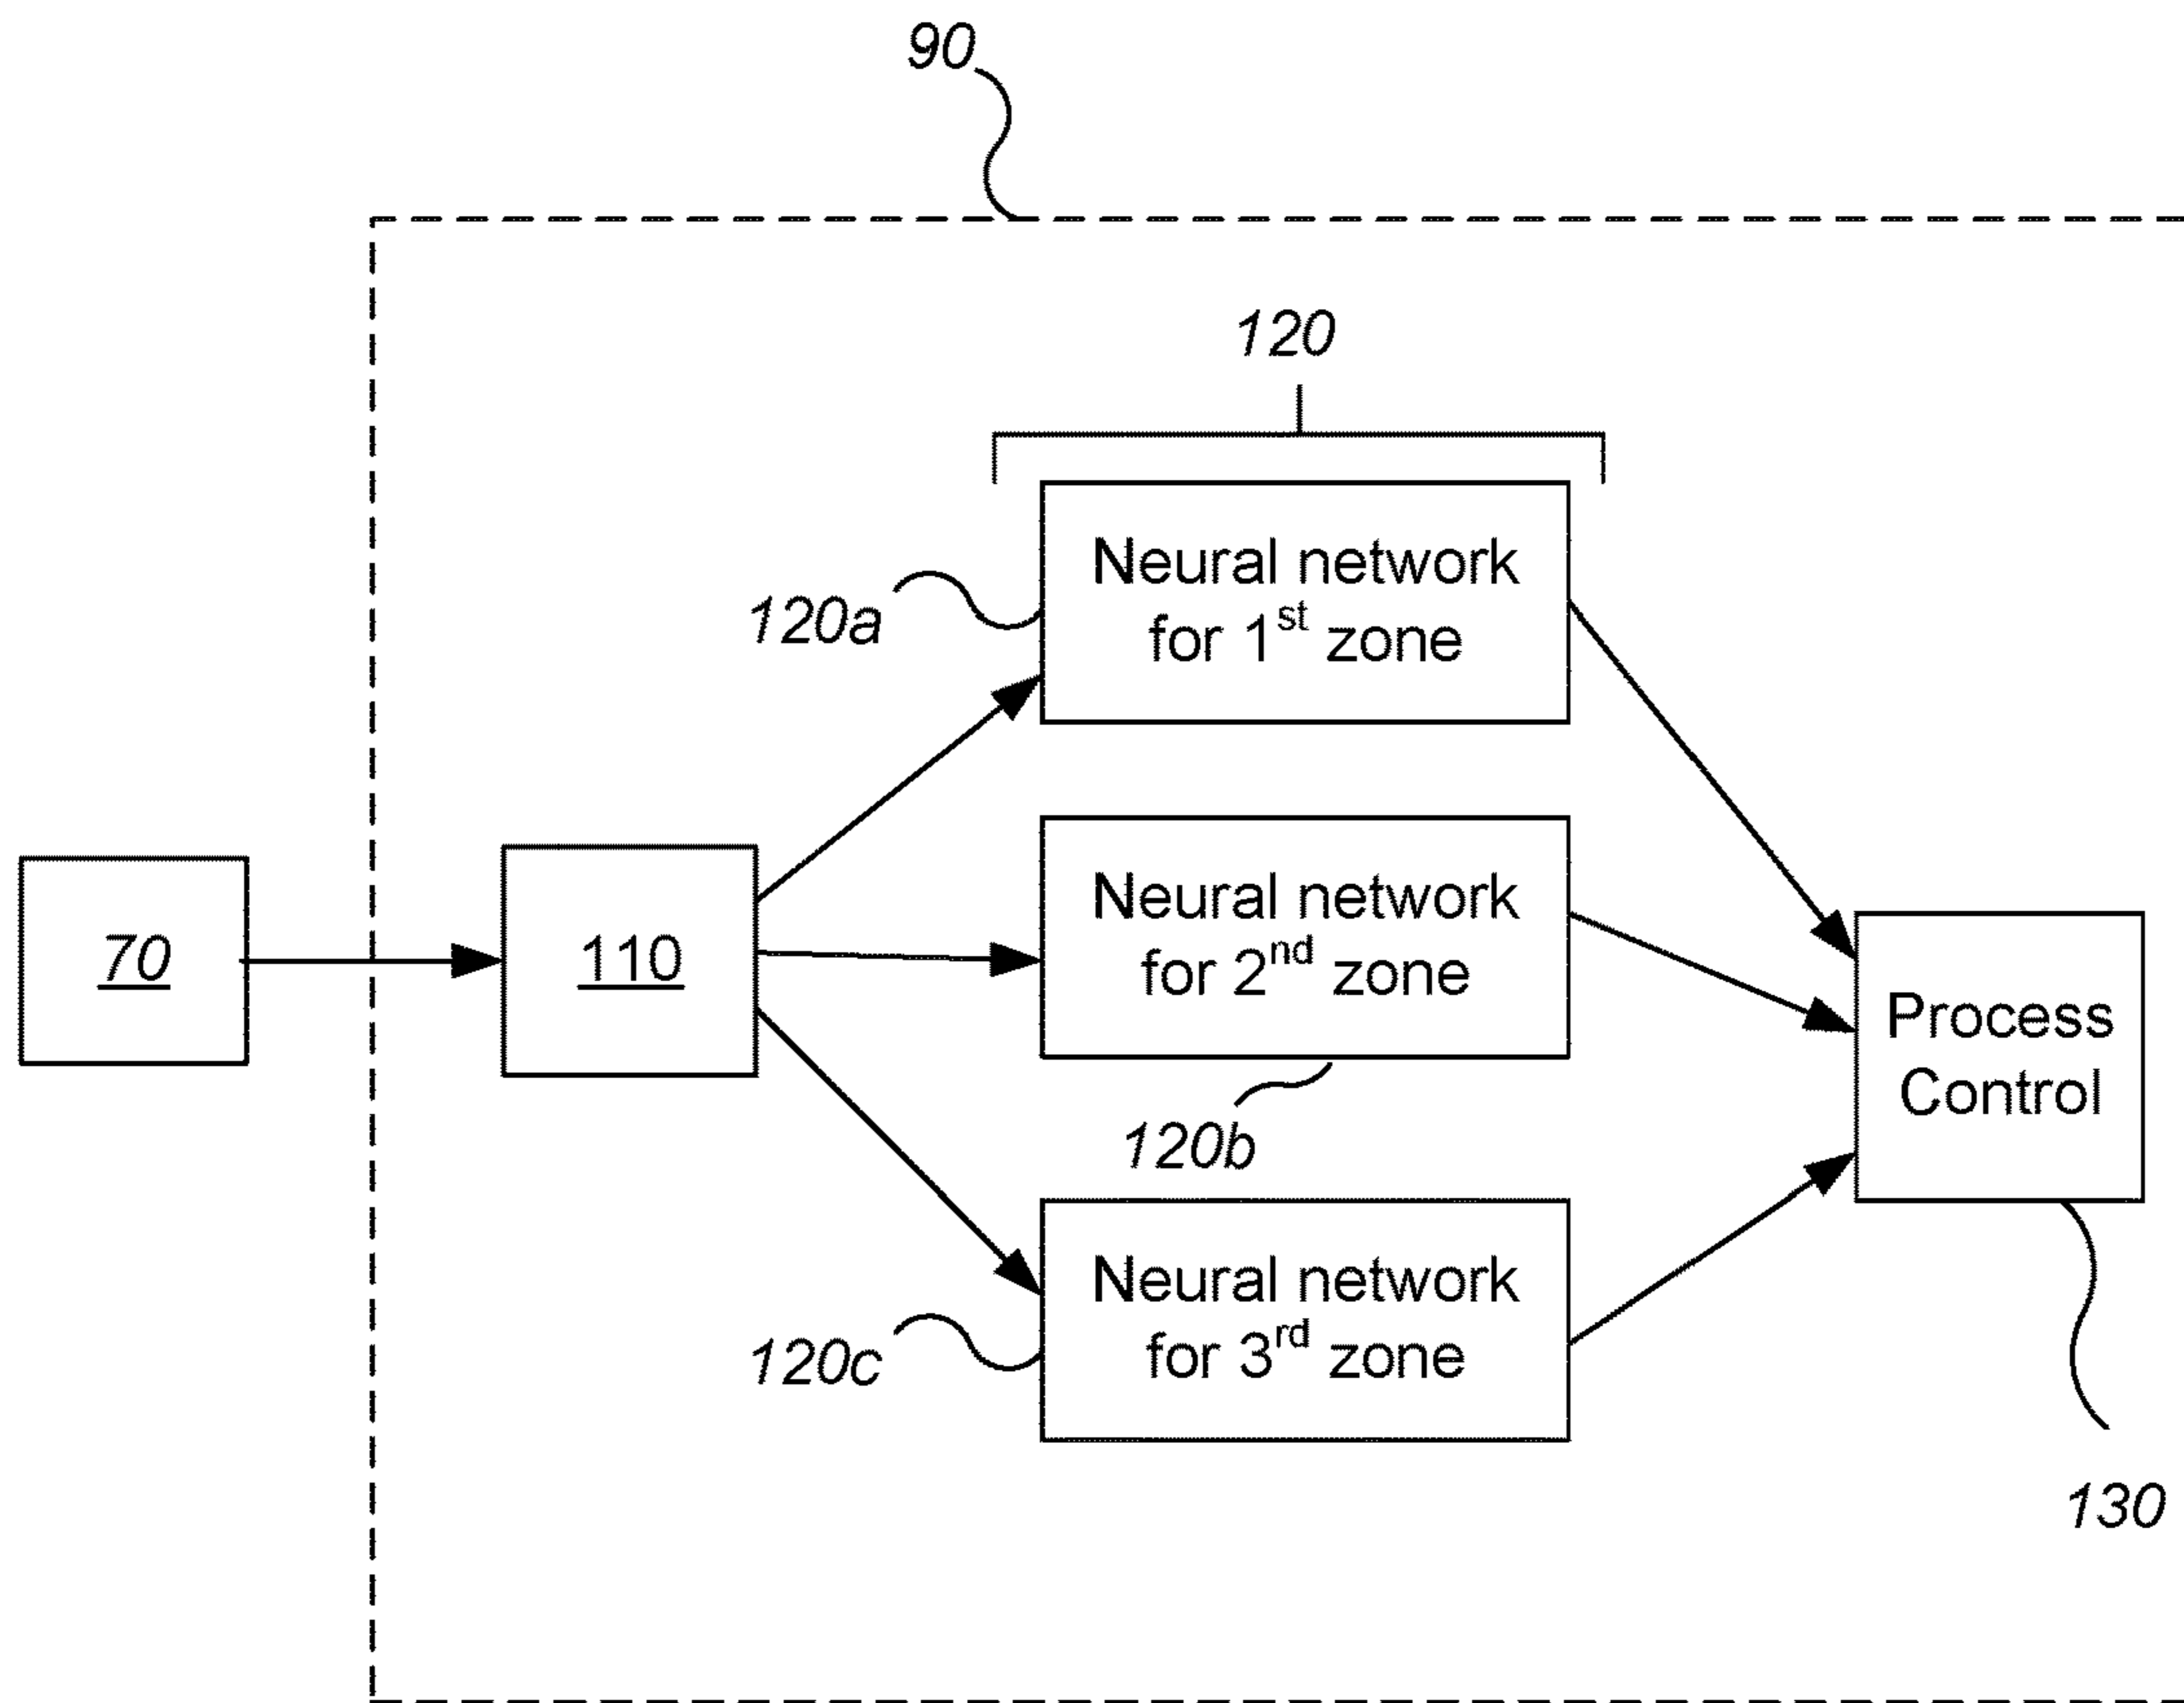 90
120
Neural network
for 1st zone
120a
70
110
Neural network
for 2nd zone
120b
Process
Control
Neural network
for 3rd zone
120c
130